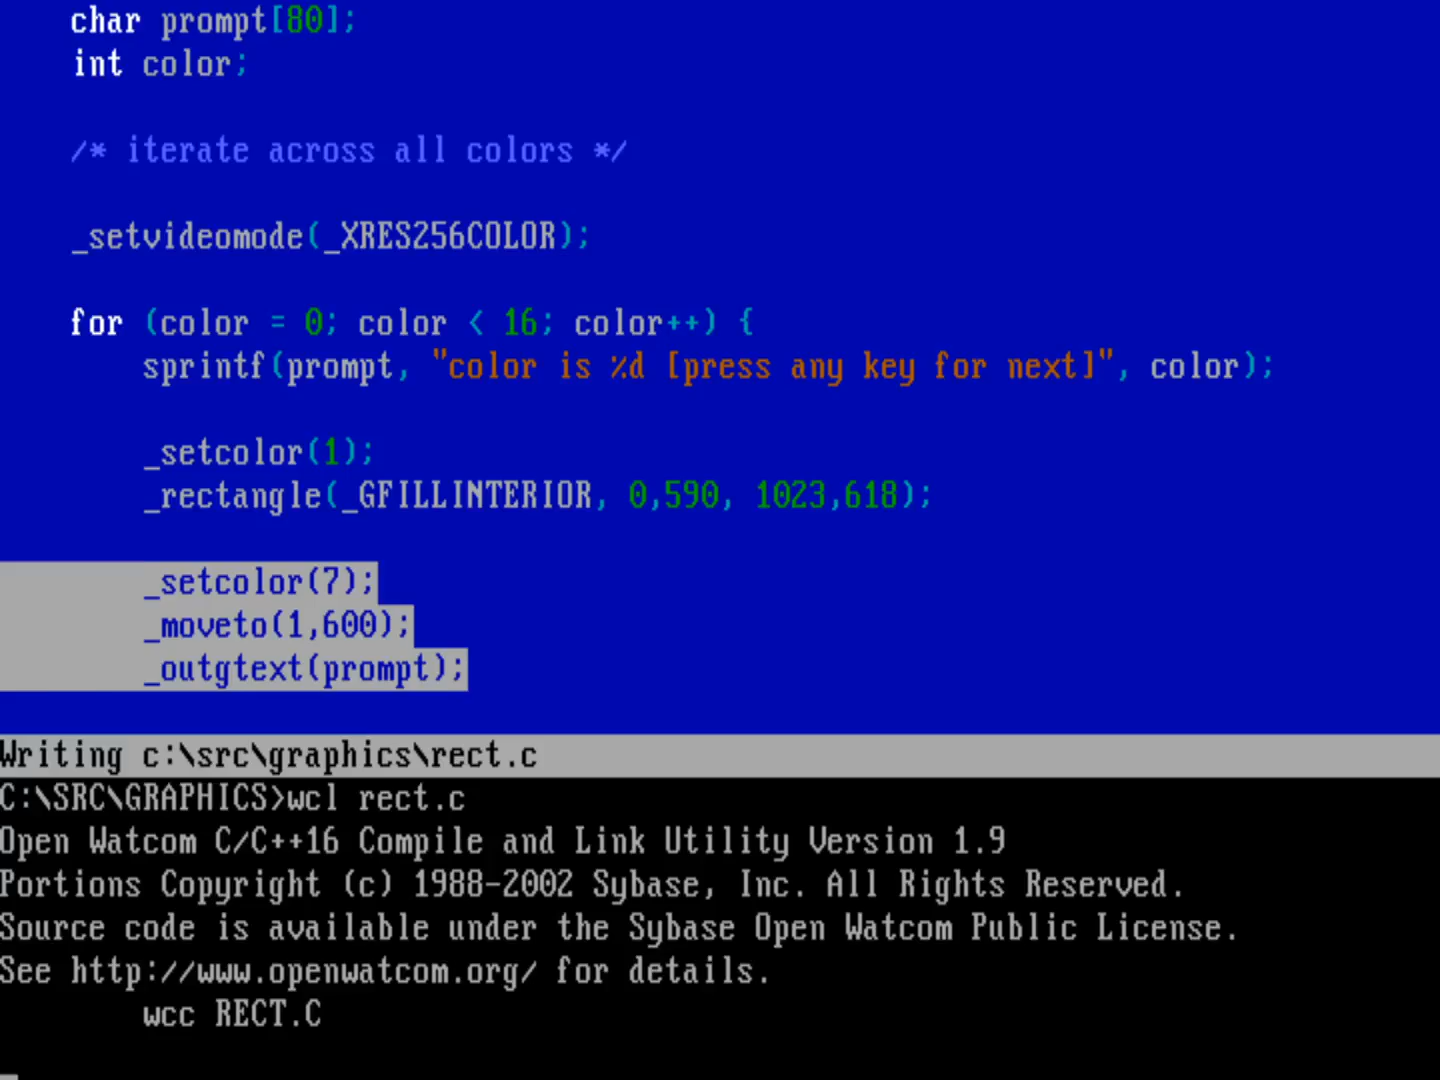 char prompt[80];
int color;
/* iterate across all colors */
_setvideomode(_XRES256COLOR);
for (color = 0; color < 16; color++) {
sprintf(prompt, "color is %d [press any key for next]", color);
_setcolor(1);
_rectangle(_GFILLINTERIOR, 0,590, 1023,618);
_setcolor(7);
_moveto(1,600);
_outgtext(prompt);
Writing c:\src\graphics\rect.c
C:\SRC\GRAPHICS>wcl rect.c
Open Watcom C/C++16 Compile and Link Utility Version 1.9
Portions Copyright (c) 1988-2002 Sybase, Inc. All Rights Reserved.
Source code is available under the Sybase Open Watcom Public License.
See http://www.openwatcom.org/ for details.
wcc RECT.C